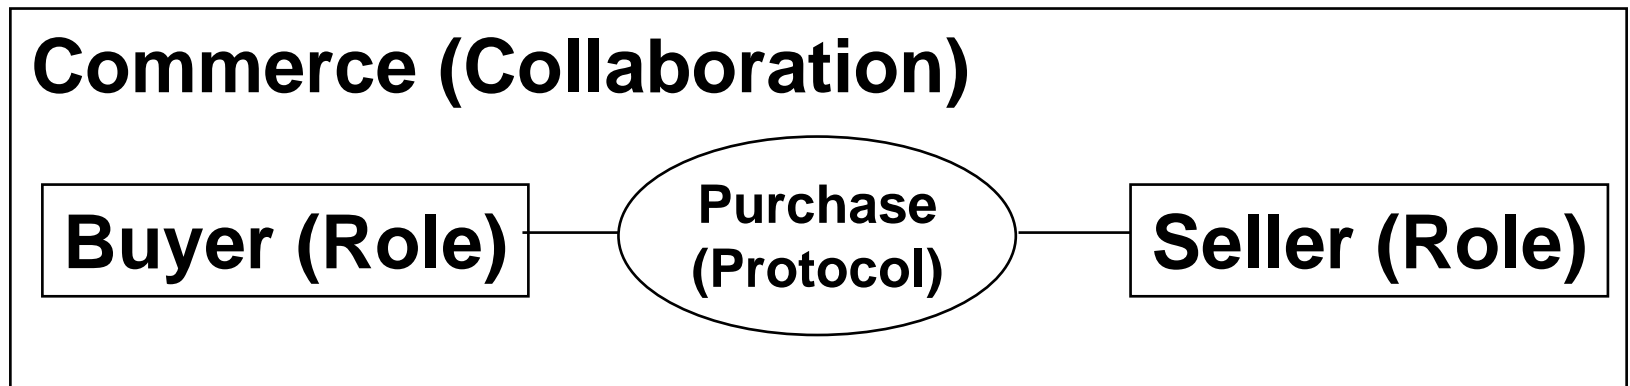 Commerce (Collaboration)
Buyer (Role)
Purchase
(Protocol)
Seller (Role)